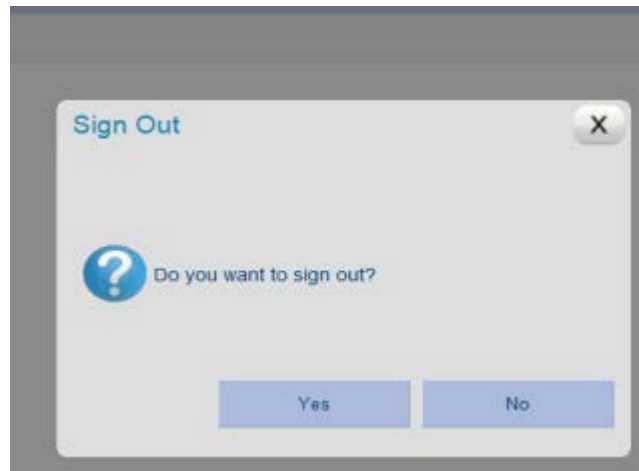 Sign Out
X
Do you want to sign out?
Yes
No